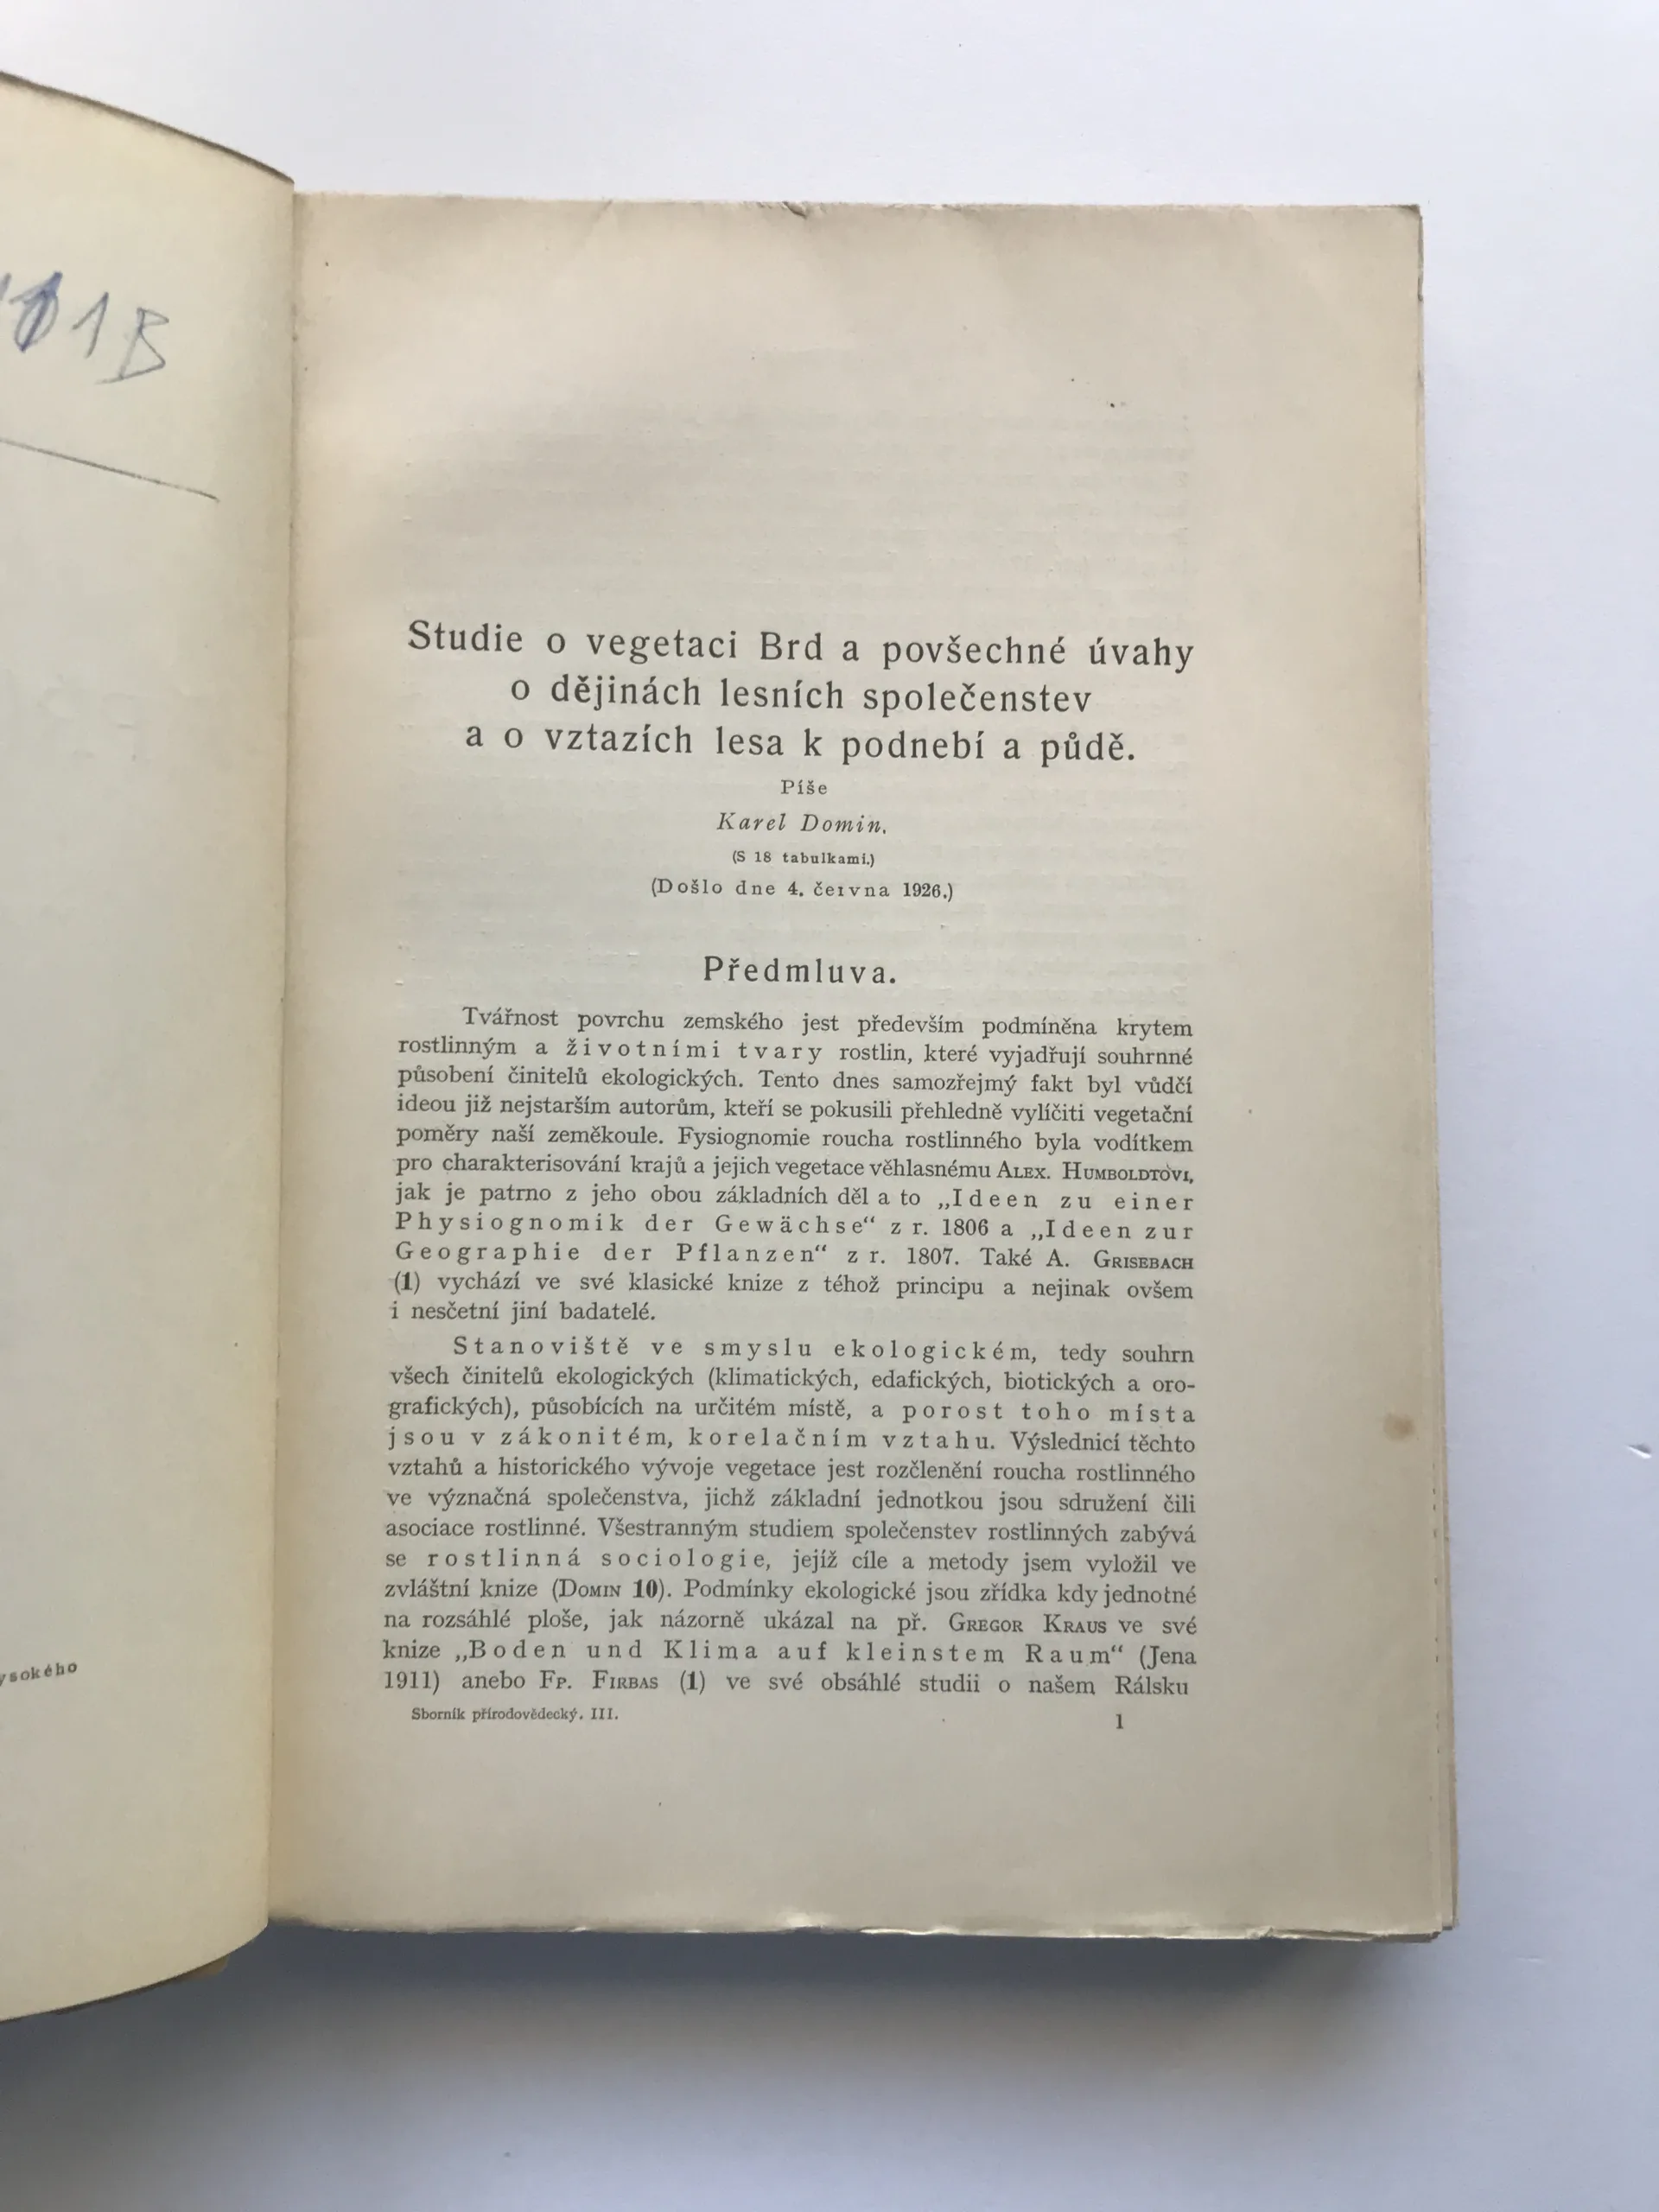 01B
ysokého
Studie o vegetaci Brd a povšechné úvahy
o dějinách lesních společenstev
a o vztazích lesa k podnebí a půdě.
Píše
Karel Domin.
(S 18 tabulkami.)
(Došlo dne 4. června 1926.)
Předmluva.
Tvářnost povrchu zemského jest především podmíněna krytem
rostlinným a životními tvary rostlin, které vyjadřují souhrnné
působení činitelů ekologických. Tento dnes samozřejmý fakt byl vůdčí
ideou již nejstarším autorům, kteří se pokusili přehledně vylíčiti vegetační
poměry naší zeměkoule. Fysiognomie roucha rostlinného byla vodítkem
pro charakterisování krajů a jejich vegetace věhlasnému ALEX. HUMBOLDTOVI,
jak je patrno z jeho obou základních děl a to „Ideen zu einer
Physiognomik der Gewächse“ z r. 1806 a „Ideen zur
Geographie der Pflanzen“ z r. 1807. Také A. GRISEBACH
(1) vychází ve své klasické knize z téhož principu a nejinak ovšem
i nesčetní jiní badatelé.
Stanoviště ve smyslu ekologickém, tedy souhrn
všech činitelů ekologických (klimatických, edafických, biotických a oro-
grafických), působících na určitém místě, a porost toho místa
jsou v zákonitém, korelačním vztahu. Výslednicí těchto
vztahů a historického vývoje vegetace jest rozčlenění roucha rostlinného
ve význačná společenstva, jichž základní jednotkou jsou sdružení čili
asociace rostlinné. Všestranným studiem společenstev rostlinných zabývá
se rostlinná sociologie, jejíž cíle a metody jsem vyložil ve
zvláštní knize (DOMIN 10). Podmínky ekologické jsou zřídka kdy jednotné
na rozsáhlé ploše, jak názorně ukázal na př. GREGOR KRAUS ve své
knize „Boden und Klima auf kleinstem Raum“ (Jena
1911) anebo FP. FIRBAS (1) ve své obsáhlé studii o našem Rálsku
Sborník přírodovědecký. III.
1